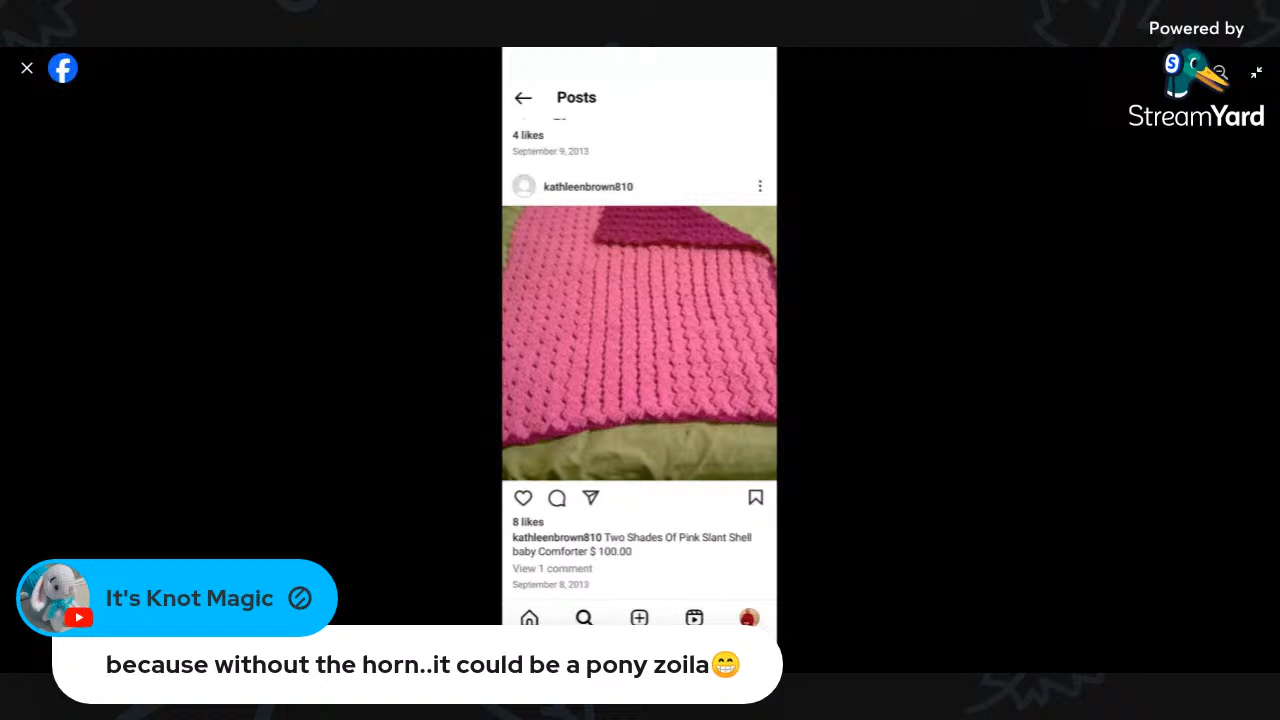 Powered by
StreamYard
Posts
4 likes
September 9, 2013
kathleenbrown810
8 likes
kathleenbrown810 Two Shades Of Pink Slant Shell
baby Comforter $ 100.00
View 1 comment
September 8, 2013
It's Knot Magic
because without the horn..it could be a pony zoila😁